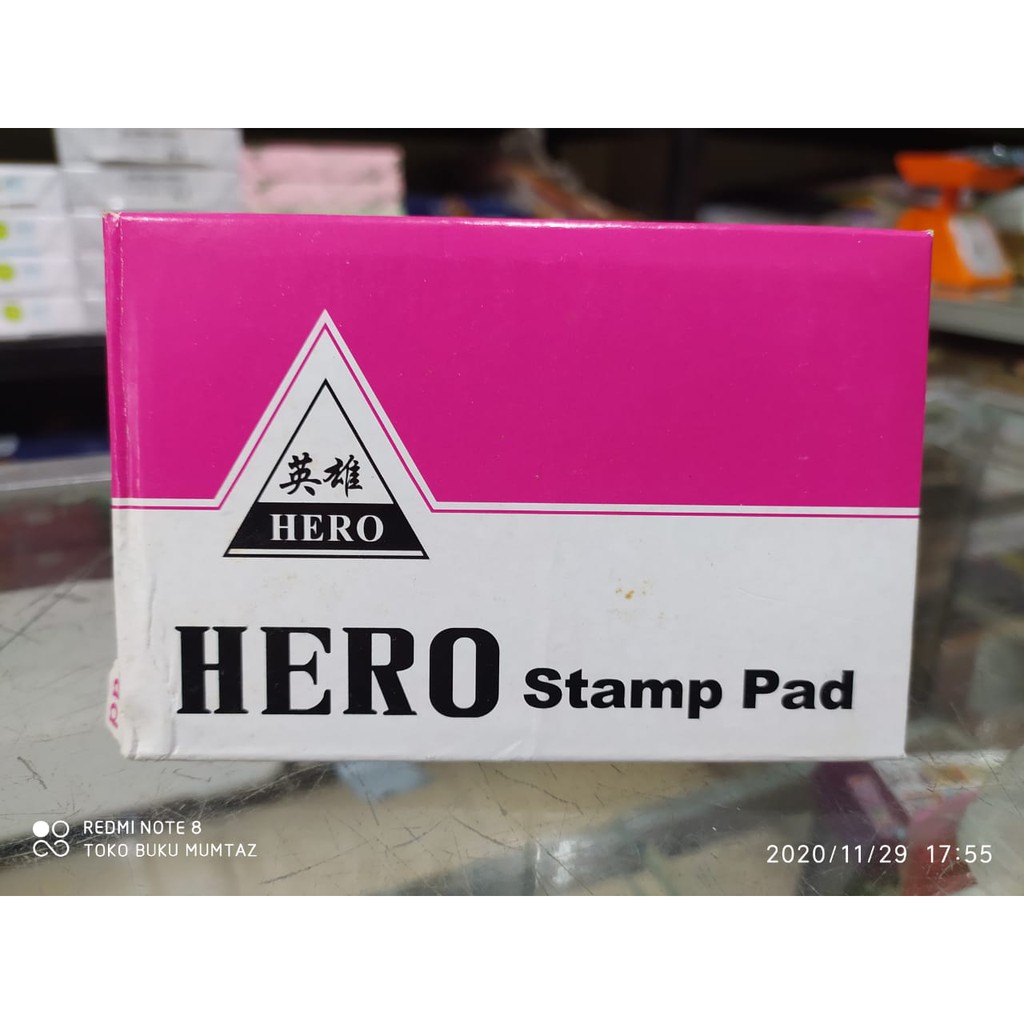 英雄
HERO
HERO Stamp Pad
REDMI NOTE 8
TOKO BUKU MUMTAZ
2020/11/29 17:55